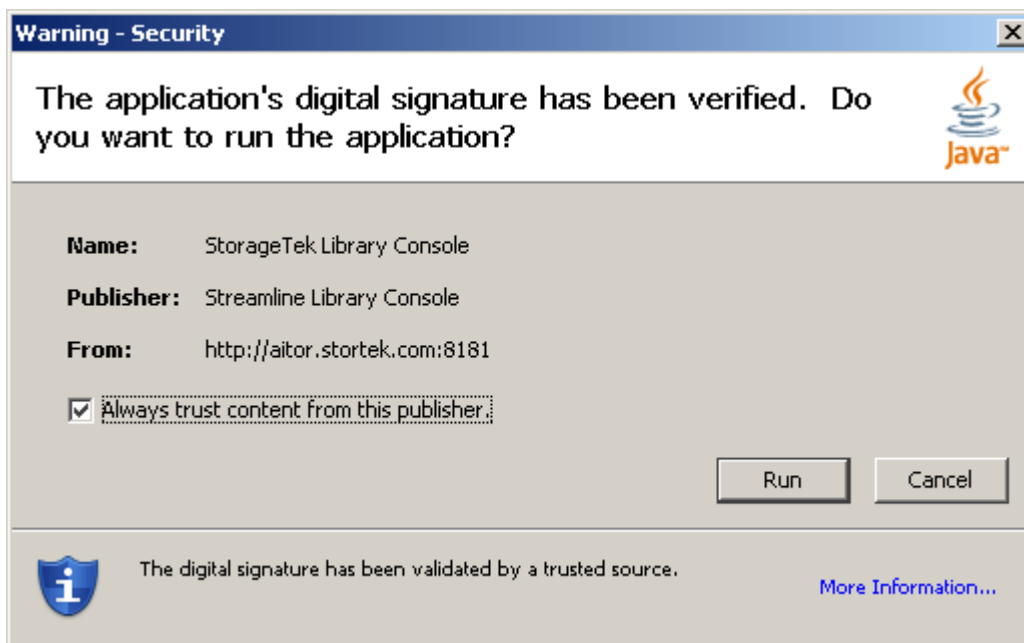 Warning - Security
The application's digital signature has been verified. Do
you want to run the application?
Java™
Name: StorageTek Library Console
Publisher: Streamline Library Console
From: http://aitor.stortek.com:8181
Always trust content from this publisher.
Run Cancel
The digital signature has been validated by a trusted source.
More Information...